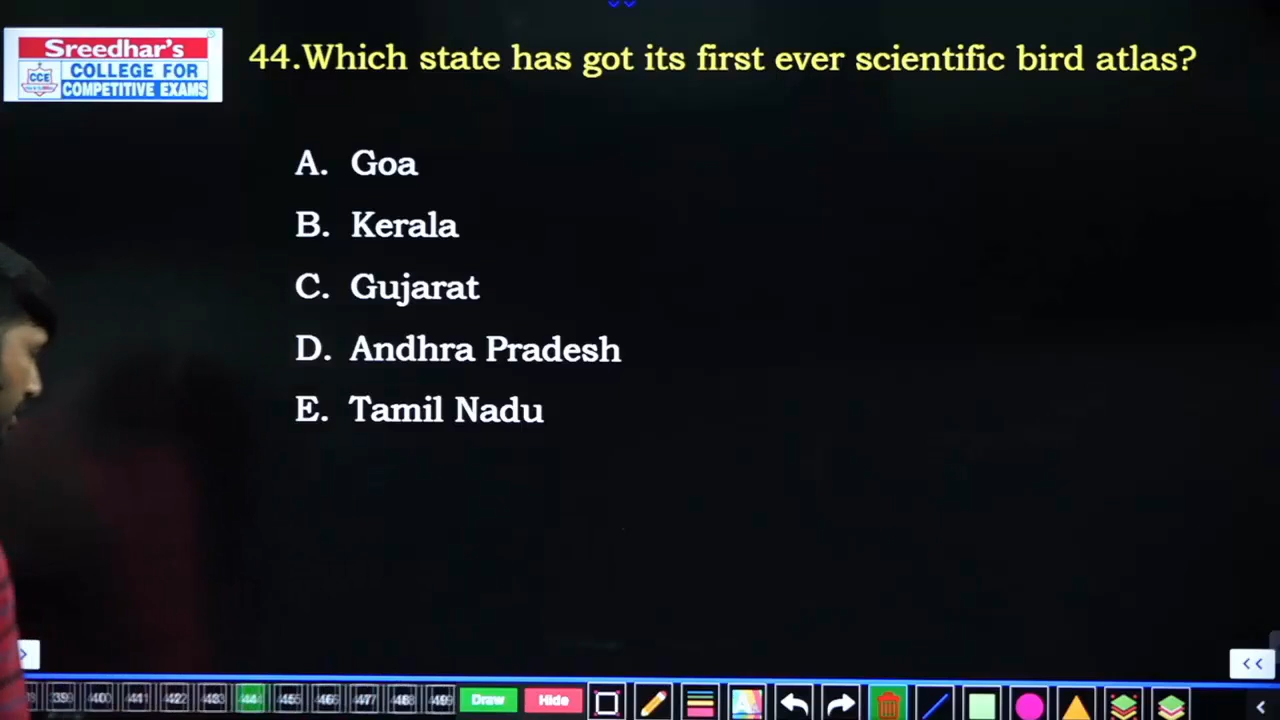 Sreedhar's
CCE
COLLEGE FOR
COMPETITIVE EXAMS
44.Which state has got its first ever scientific bird atlas?
A. Goa
B. Kerala
C. Gujarat
D. Andhra Pradesh
E. Tamil Nadu
Draw
Hide